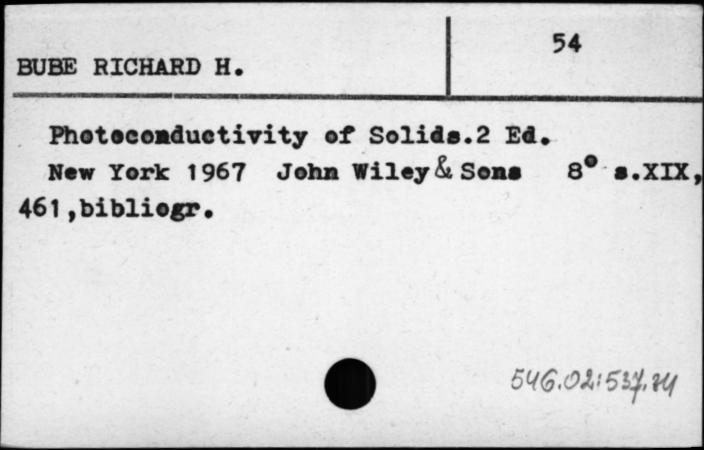 54
BUBE RICHARD H.
Photoconductivity of Solids.2 Ed.
New York 1967 John Wiley & Sons 8° s.XIX,
461,bibliogr.
546.02:537.24